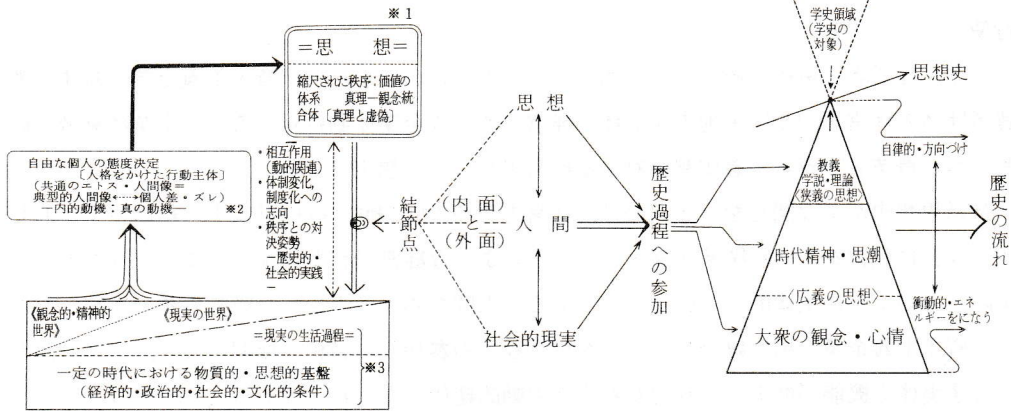 ※1
=思 想=
縮尺された秩序:価値の
体系 真理―観念統
合体〔真理と虚偽〕
自由な個人の態度決定
〔人格をかけた行動主体〕
(共通のエトス・人間像=
典型的人間像←…→個人差・ズレ)
―内的動機:真の動機― ※2
・相互作用
(動的関連)
・体制変化,
制度化への
志向
・秩序との対
決姿勢
―歴史的・
社会的実践
―
《観念的・精神的
世界》
《現実の世界》
=現実の生活過程=
一定の時代における物質的・思想的基盤
(経済的・政治的・社会的・文化的条件)
※3
結節点
思 想
(内面)
と 人 間
(外面)
社会的現実
歴史過程への参加
学史領域
(学史の
対象)
思想史
自律的・方向づけ
教義
学説・理論
〈狭義の思想〉
時代精神・思潮
〈広義の思想〉
大衆の観念・心情
衝動的・エネ
ルギーをになう
歴史の流れ